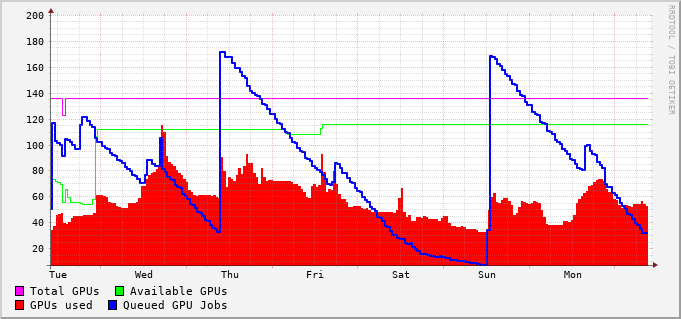 200
180
160
140
120
100
80
60
40
20
Tue Wed Thu Fri Sat Sun Mon
Total GPUs Available GPUs
GPUs used Queued GPU Jobs
RRDTOOL / TOBI OETIKER